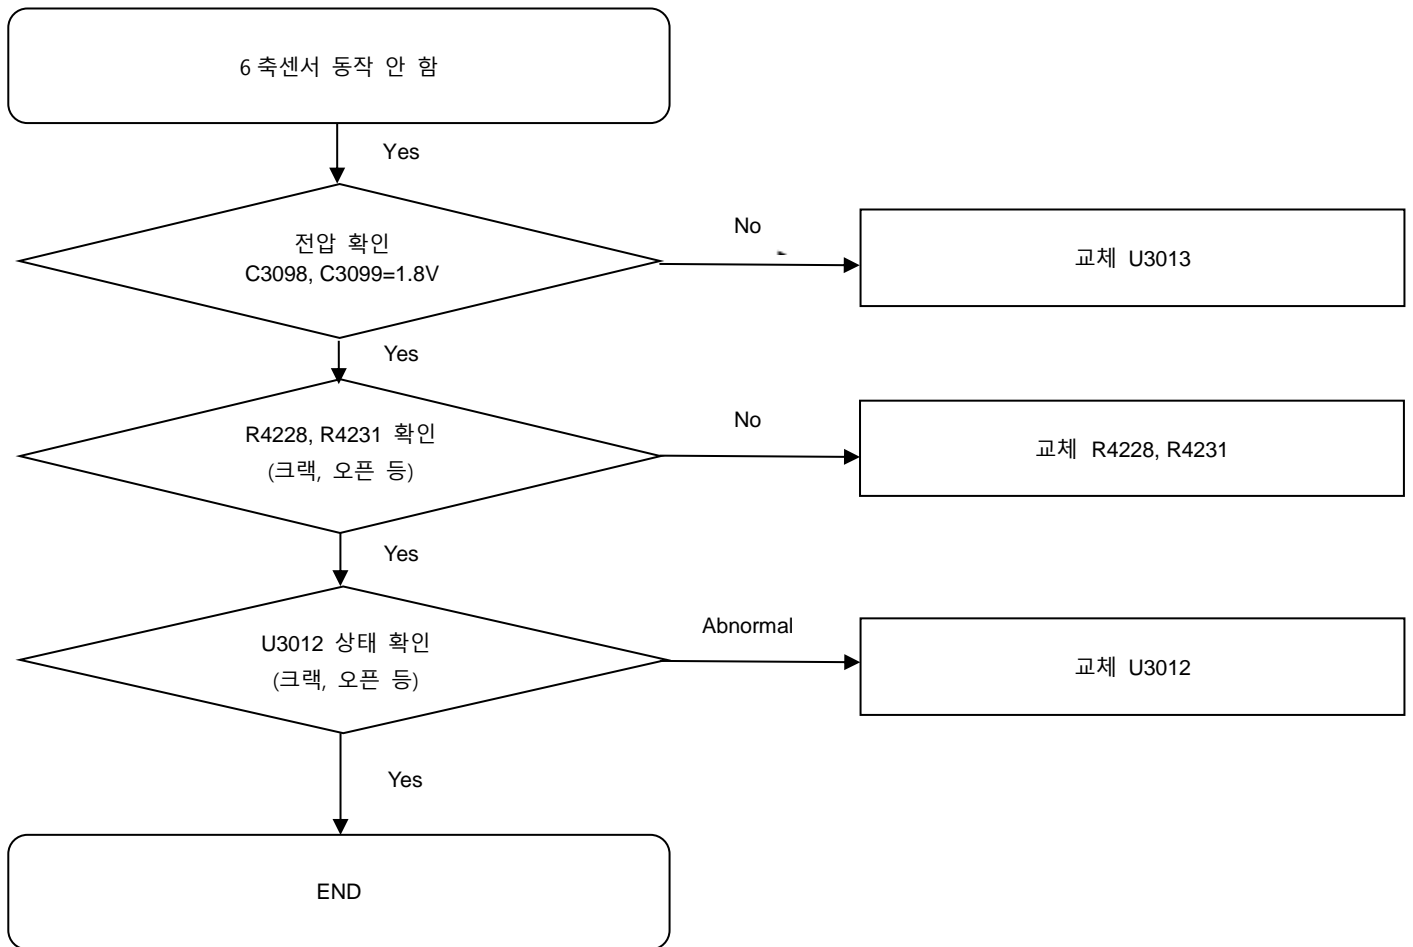 6 축센서 동작 안 함
Yes
전압 확인
C3098, C3099=1.8V
No
교체 U3013
Yes
R4228, R4231 확인
(크랙, 오픈 등)
No
교체 R4228, R4231
Yes
U3012 상태 확인
(크랙, 오픈 등)
Abnormal
교체 U3012
Yes
END